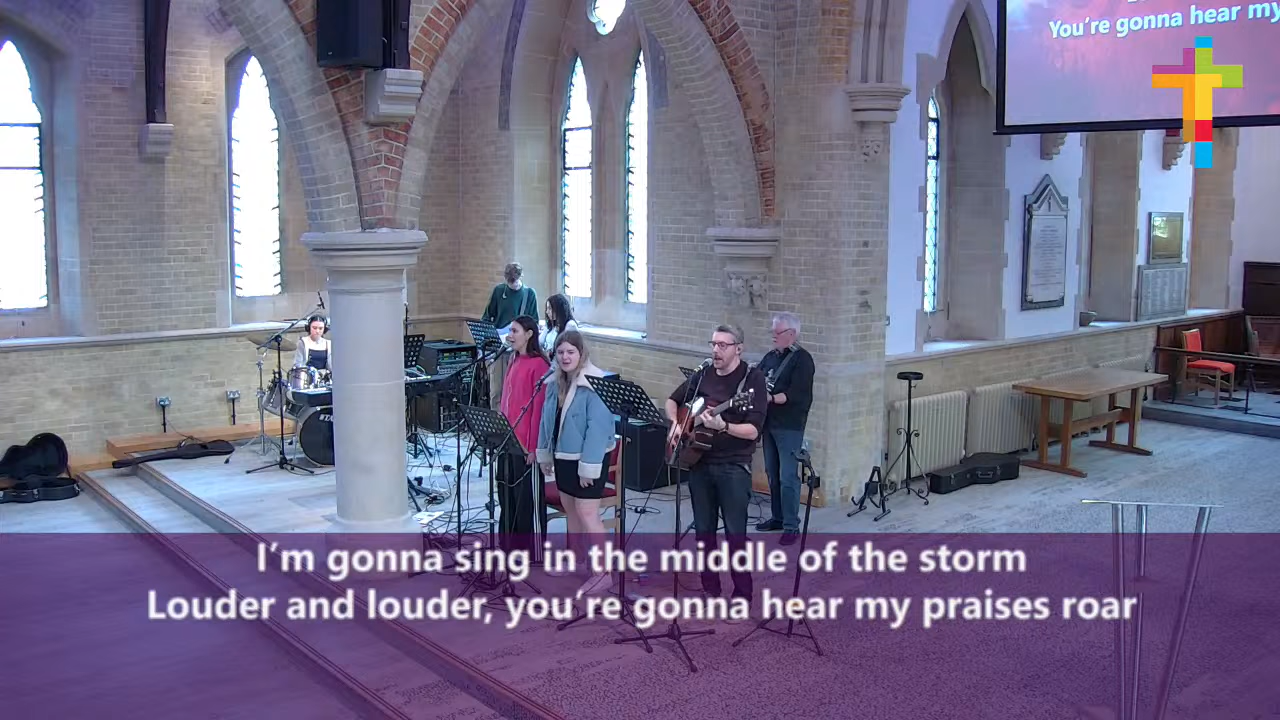 You're gonna hear my
I'm gonna sing in the middle of the storm
Louder and louder, you're gonna hear my praises roar